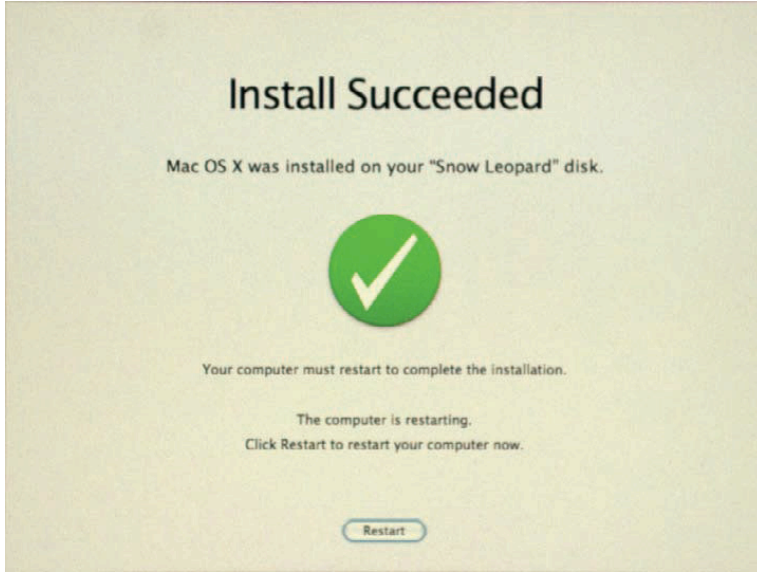 Install Succeeded
Mac OS X was installed on your "Snow Leopard" disk.
Your computer must restart to complete the installation.
The computer is restarting.
Click Restart to restart your computer now.
Restart